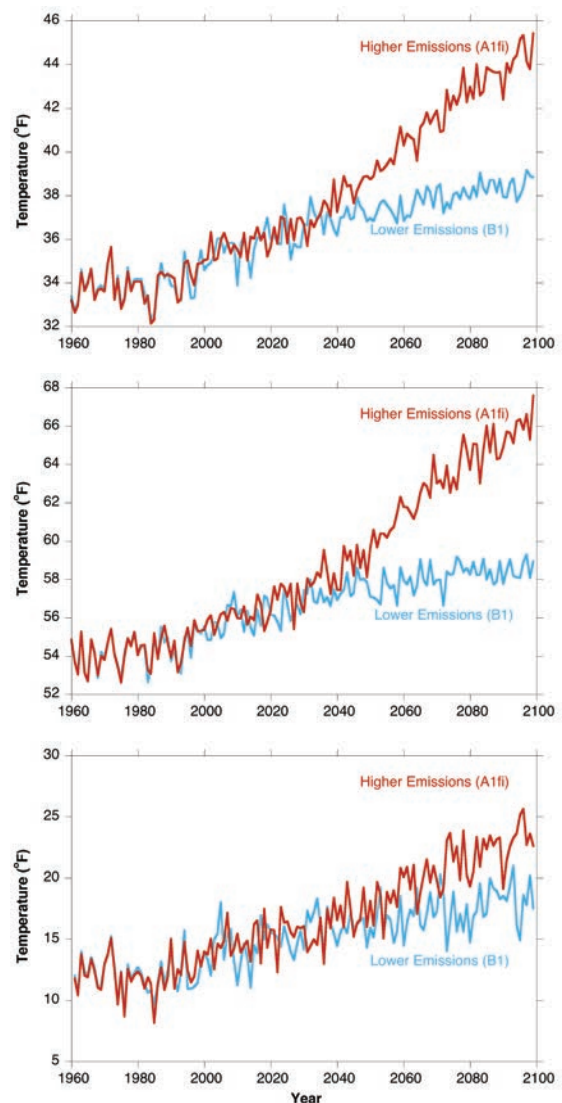 46
Higher Emissions (A1fi)
44
42
40
38
36
34
32
Temperature (°F)
Lower Emissions (B1)
1960 1980 2000 2020 2040 2060 2080 2100
68
Higher Emissions (A1fi)
66
64
62
60
58
56
54
52
Temperature (°F)
Lower Emissions (B1)
1960 1980 2000 2020 2040 2060 2080 2100
30
Higher Emissions (A1fi)
25
20
15
10
5
Temperature (°F)
Lower Emissions (B1)
1960 1980 2000 2020 2040 2060 2080 2100
Year